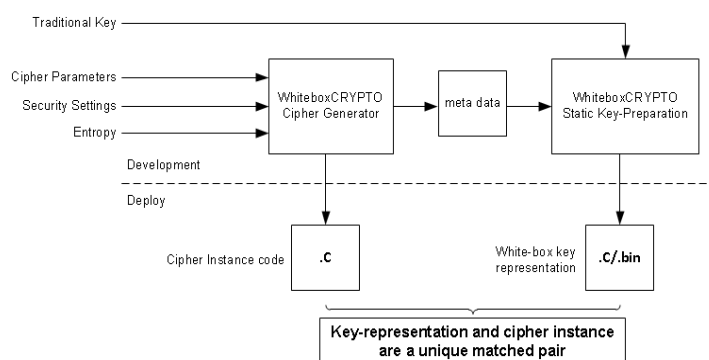 Traditional Key
Cipher Parameters
Security Settings
Entropy
WhiteboxCRYPTO
Cipher Generator
meta data
WhiteboxCRYPTO
Static Key-Preparation
Development
Deploy
Cipher Instance code
.C
White-box key
representation
.C/.bin
Key-representation and cipher instance
are a unique matched pair